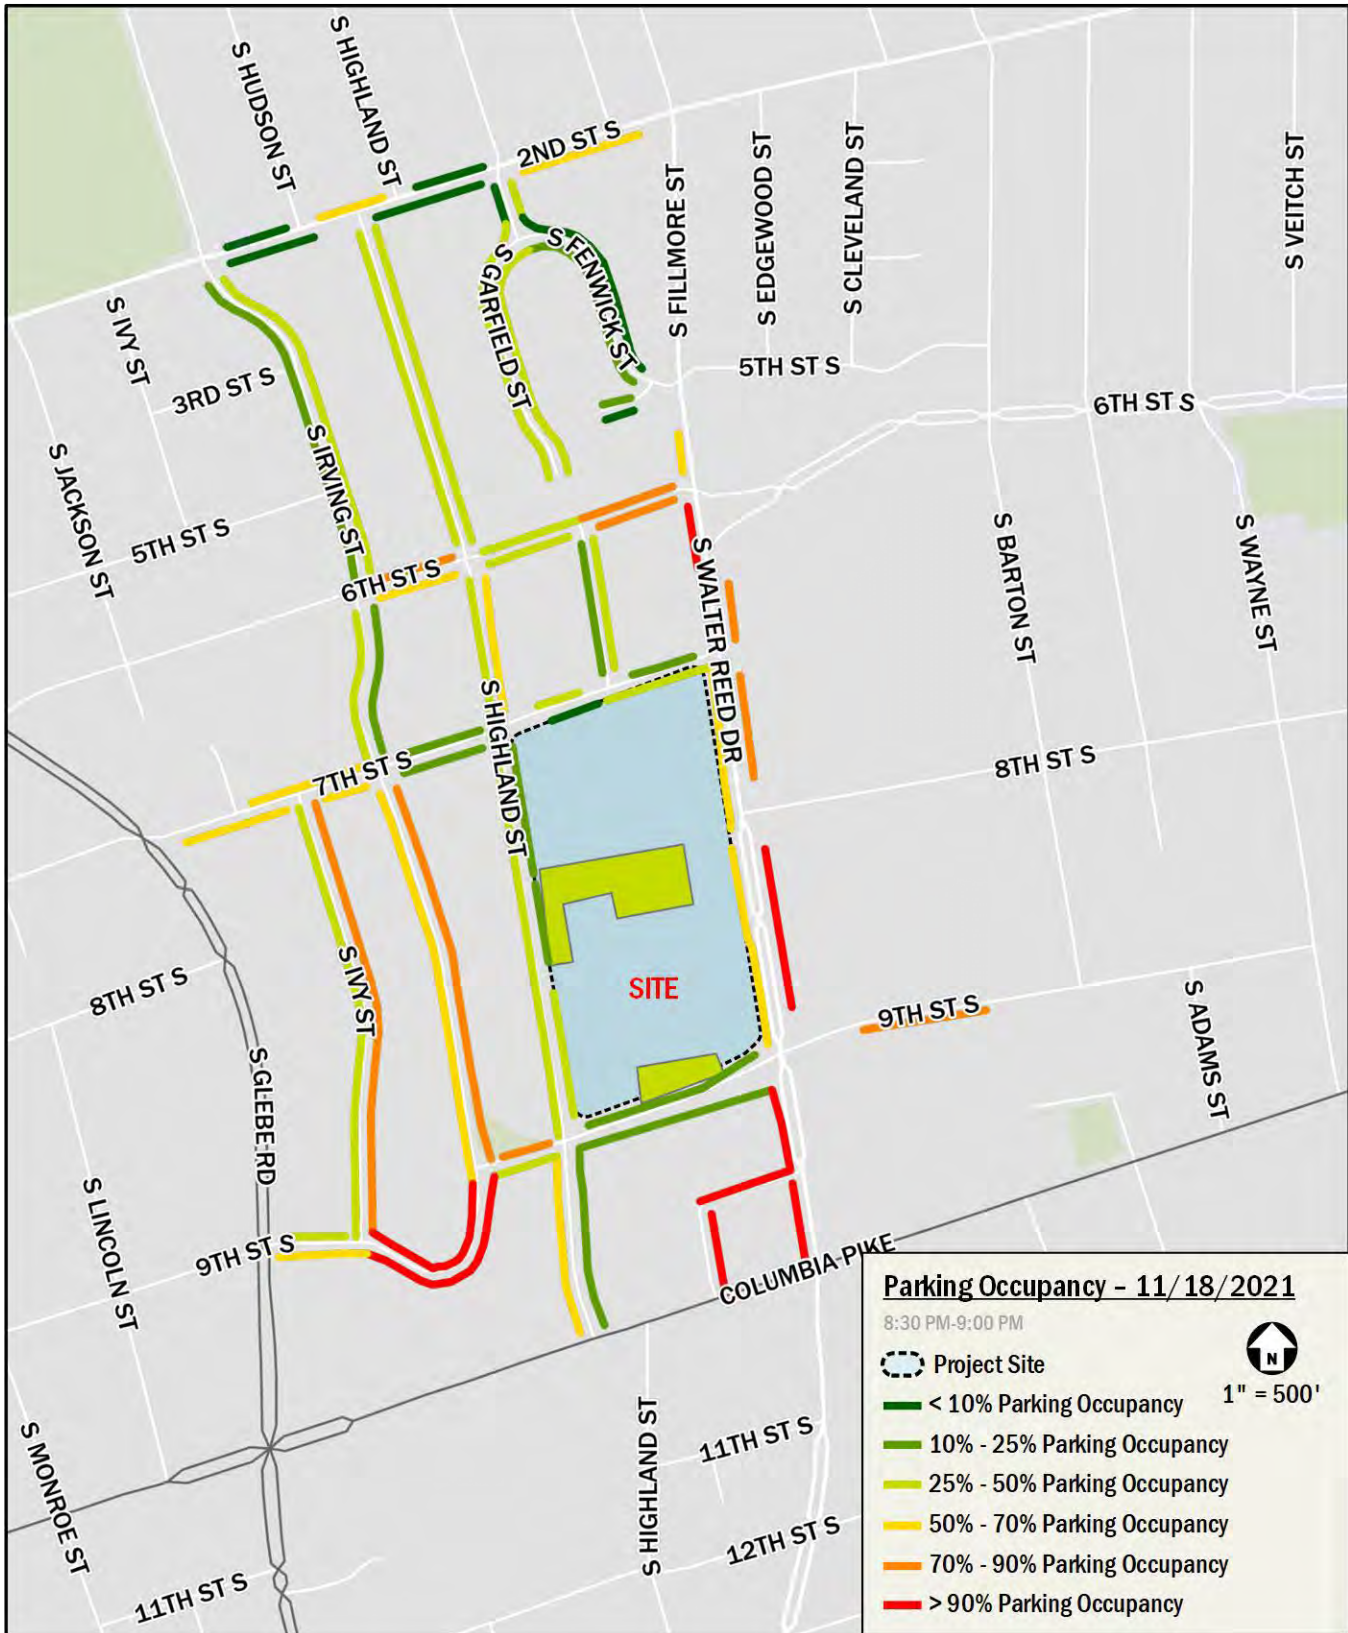 S HUDSON ST
S HIGHLAND ST
2ND ST S
S FILLMORE ST
S EDGEWOOD ST
S CLEVELAND ST
S VEITCH ST
S FENWICK ST
S GARFIELD ST
S IVY ST
3RD ST S
5TH ST S
6TH ST S
S IRVING ST
S JACKSON ST
5TH ST S
6TH ST S
S WALTER REED DR
S BARTON ST
S WAYNE ST
S HIGHLAND ST
7TH ST S
8TH ST S
S IVY ST
8TH ST S
SITE
9TH ST S
S ADAMS ST
S GLEBE RD
S LINCOLN ST
9TH ST S
COLUMBIA PIKE
S MONROE ST
11TH ST S
S HIGHLAND ST
11TH ST S
12TH ST S
Parking Occupancy – 11/18/2021
8:30 PM-9:00 PM
Project Site
N
1" = 500'
< 10% Parking Occupancy
10% - 25% Parking Occupancy
25% - 50% Parking Occupancy
50% - 70% Parking Occupancy
70% - 90% Parking Occupancy
> 90% Parking Occupancy